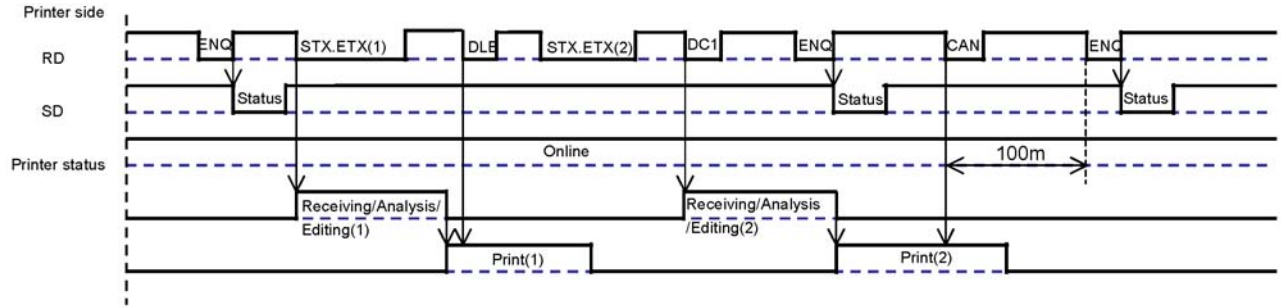 Printer side
RD
ENQ
STX.ETX(1)
DLE
STX.ETX(2)
DC1
ENQ
CAN
ENQ
SD
Status
Status
Status
Printer status
Online
100m
Receiving/Analysis/
Editing(1)
Receiving/Analysis
/Editing(2)
Print(1)
Print(2)